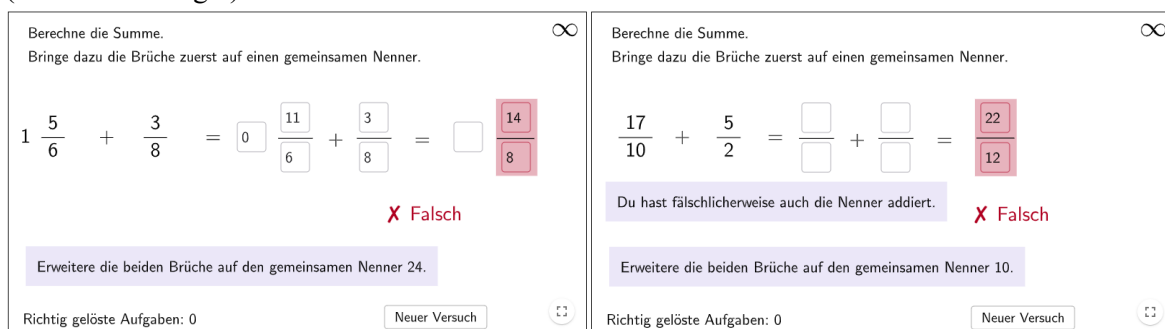 Berechne die Summe.
Bringe dazu die Brüche zuerst auf einen gemeinsamen Nenner.
∞
1 5/6 + 3/8 = 0 11/6 + 3/8 = 14/8
✗ Falsch
Erweitere die beiden Brüche auf den gemeinsamen Nenner 24.
Richtig gelöste Aufgaben: 0
Neuer Versuch
Berechne die Summe.
Bringe dazu die Brüche zuerst auf einen gemeinsamen Nenner.
∞
17/10 + 5/2 = + = 22/12
Du hast fälschlicherweise auch die Nenner addiert.
✗ Falsch
Erweitere die beiden Brüche auf den gemeinsamen Nenner 10.
Richtig gelöste Aufgaben: 0
Neuer Versuch